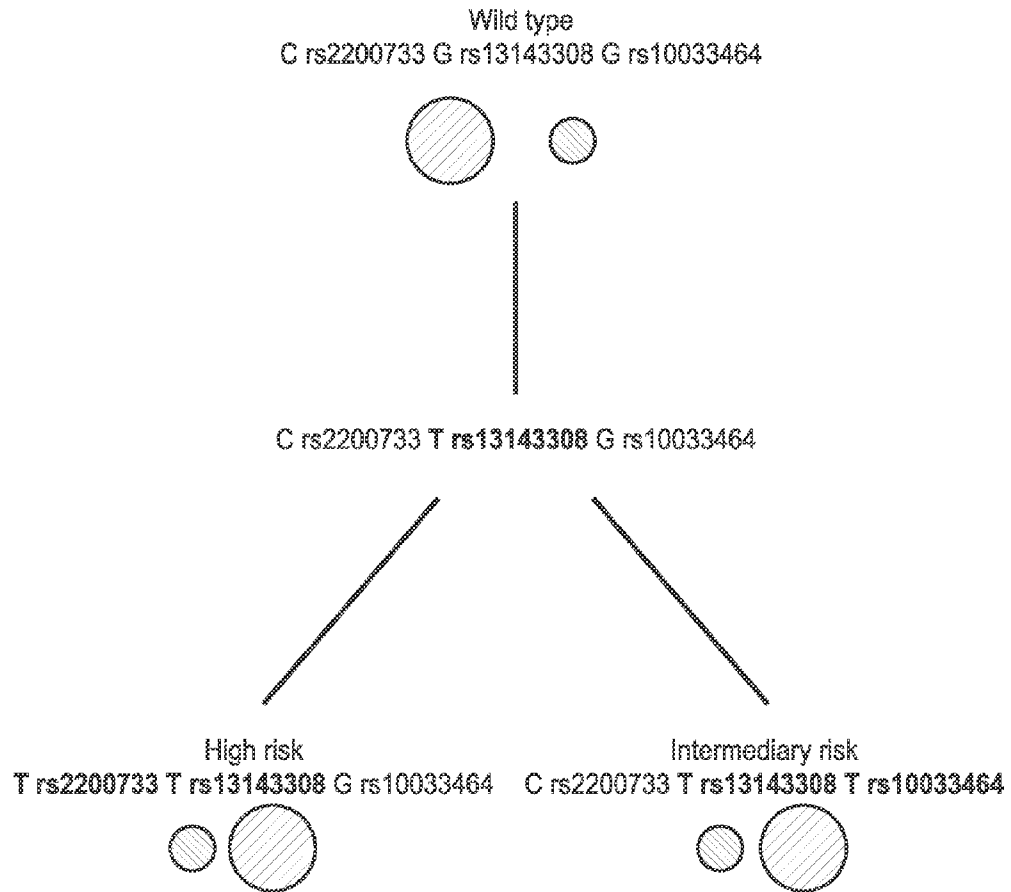 Wild type
C rs2200733 G rs13143308 G rs10033464
C rs2200733 T rs13143308 G rs10033464
High risk
T rs2200733 T rs13143308 G rs10033464
Intermediary risk
C rs2200733 T rs13143308 T rs10033464